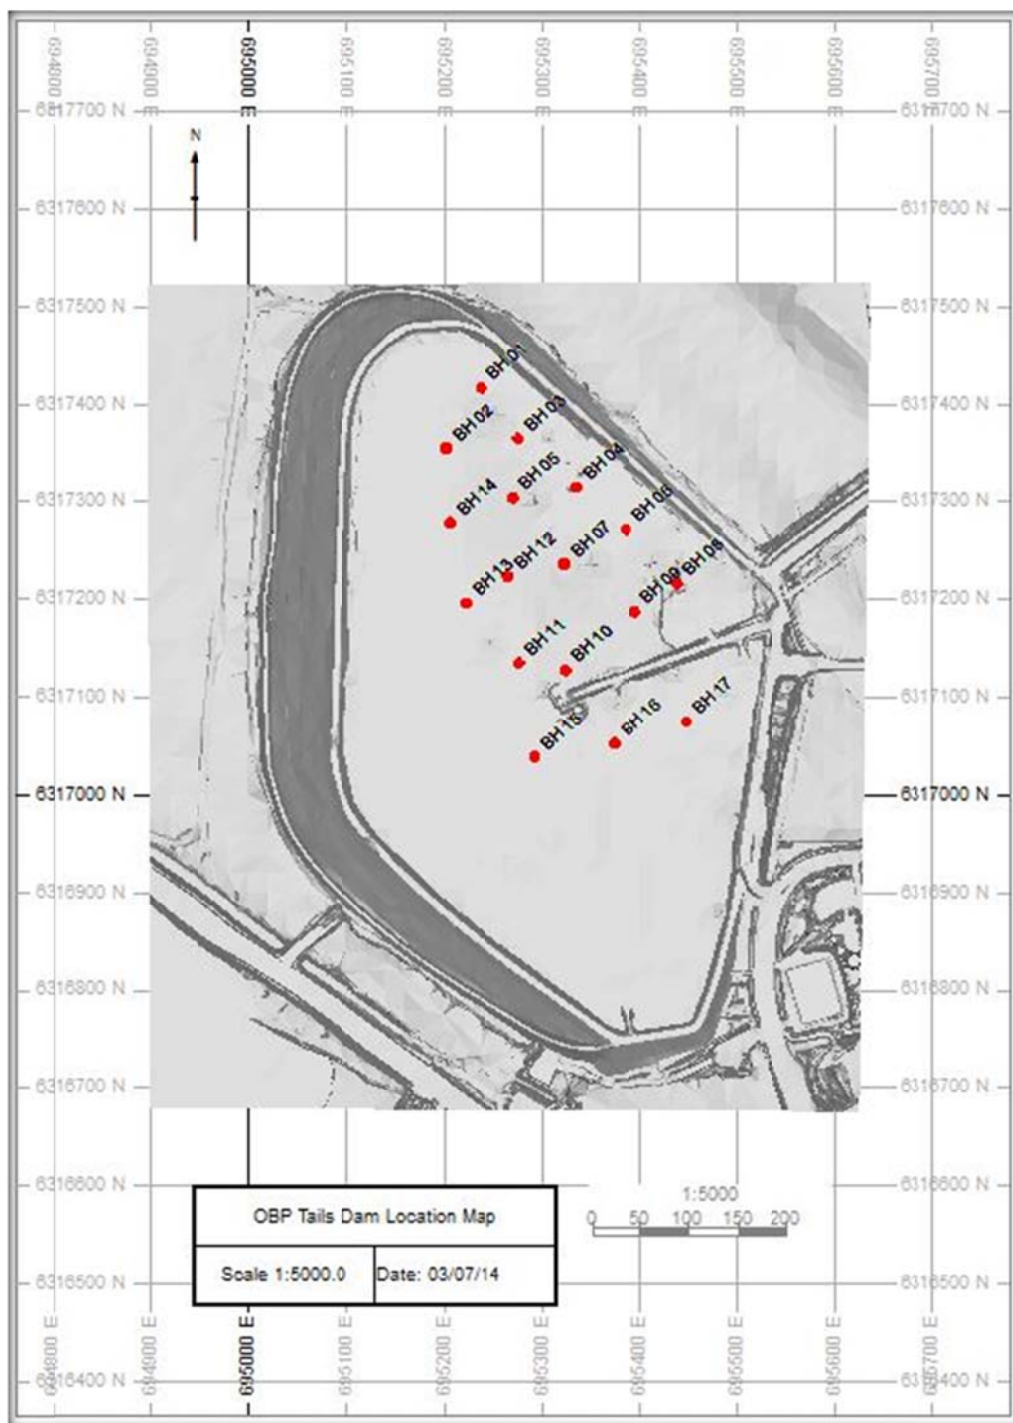 694800 E
694900 E
695000 E
695100 E
695200 E
695300 E
695400 E
695500 E
695600 E
695700 E
6317700 N
6317700 N
N
6317600 N
6317600 N
6317500 N
6317500 N
BH 01
6317400 N
6317400 N
BH 02
BH 03
BH 04
BH 05
6317300 N
6317300 N
BH 14
BH 06
BH 07
BH 12
BH 08
BH 13
BH 09
6317200 N
6317200 N
BH 11
BH 10
6317100 N
6317100 N
BH 17
BH 16
BH 15
6317000 N
6317000 N
6316900 N
6316900 N
6316800 N
6316800 N
6316700 N
6316700 N
6316600 N
6316600 N
OBP Tails Dam Location Map
Scale 1:5000.0
Date: 03/07/14
1:5000
0 50 100 150 200
6316500 N
6316500 N
6316400 N
6316400 N
694800 E
694900 E
695000 E
695100 E
695200 E
695300 E
695400 E
695500 E
695600 E
695700 E